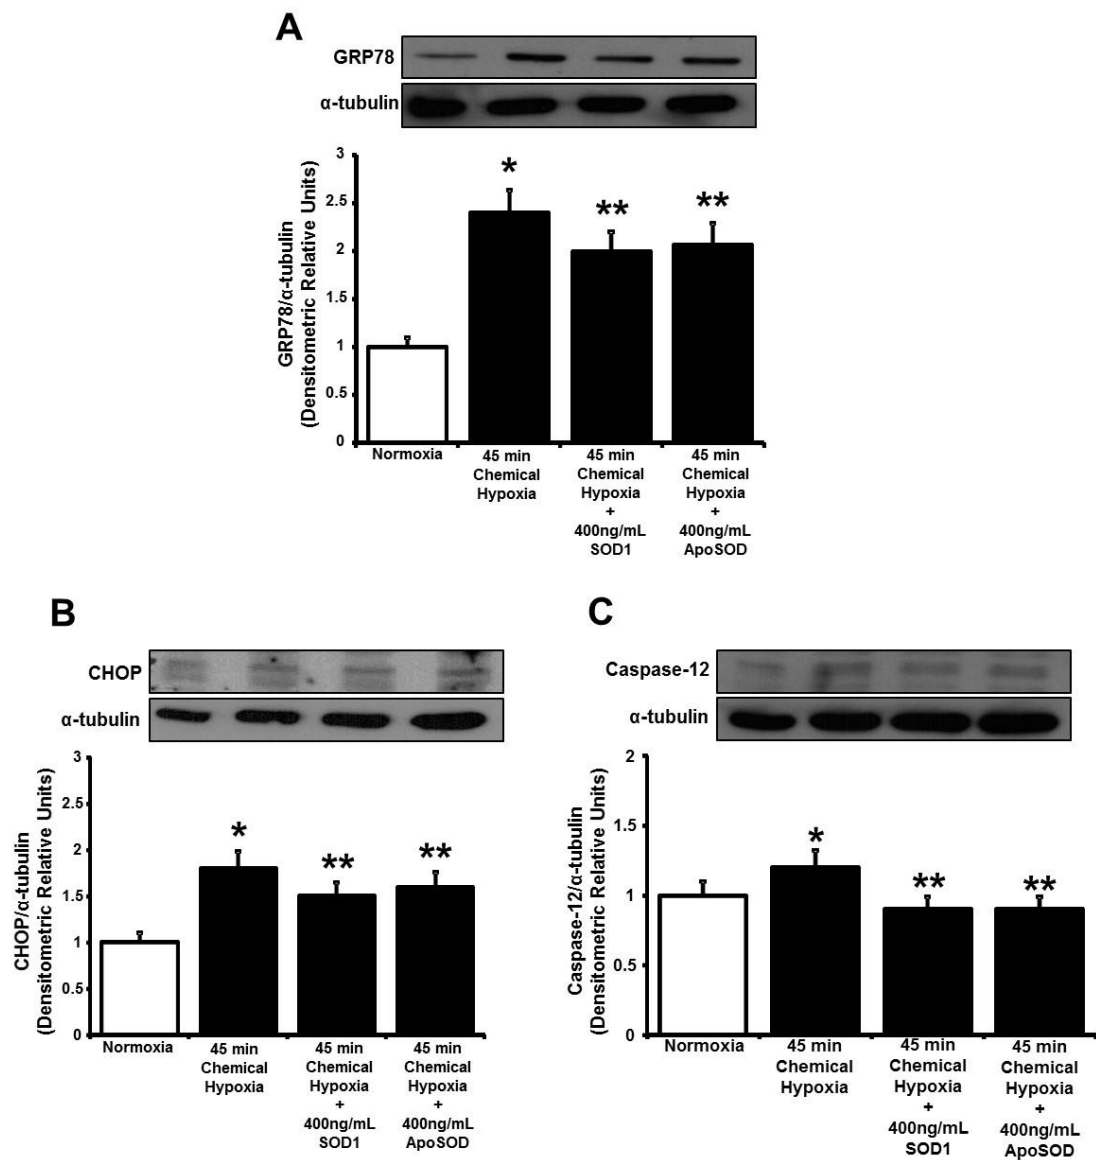 A
GRP78
α-tubulin
GRP78/α-tubulin
(Densitometric Relative Units)
3
2.5
2
1.5
1
0.5
0
*
**
**
Normoxia
45 min
Chemical
Hypoxia
45 min
Chemical
Hypoxia
+
400ng/mL
SOD1
45 min
Chemical
Hypoxia
+
400ng/mL
ApoSOD
B
CHOP
α-tubulin
CHOP/α-tubulin
(Densitometric Relative Units)
3
2.5
2
1.5
1
0.5
0
*
**
**
Normoxia
45 min
Chemical
Hypoxia
45 min
Chemical
Hypoxia
+
400ng/mL
SOD1
45 min
Chemical
Hypoxia
+
400ng/mL
ApoSOD
C
Caspase-12
α-tubulin
Caspase-12/α-tubulin
(Densitometric Relative Units)
2
1.5
1
0.5
0
*
**
**
Normoxia
45 min
Chemical
Hypoxia
45 min
Chemical
Hypoxia
+
400ng/mL
SOD1
45 min
Chemical
Hypoxia
+
400ng/mL
ApoSOD